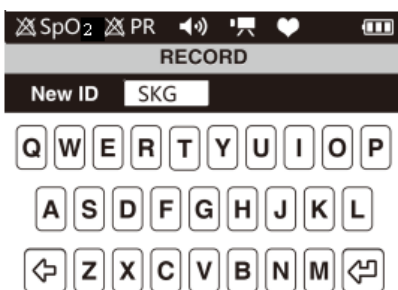 SpO2 PR
RECORD
New ID SKG
Q W E R T Y U I O P
A S D F G H J K L
Z X C V B N M